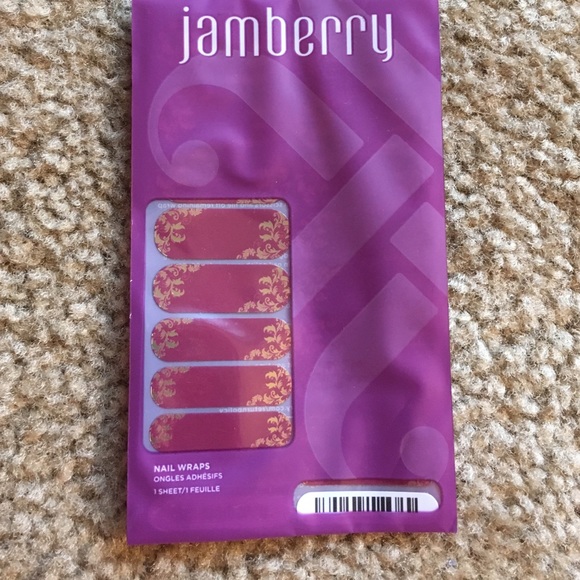 jamberry
NAIL WRAPS
ONGLES ADHÉSIFS
1 SHEET/1 FEUILLE